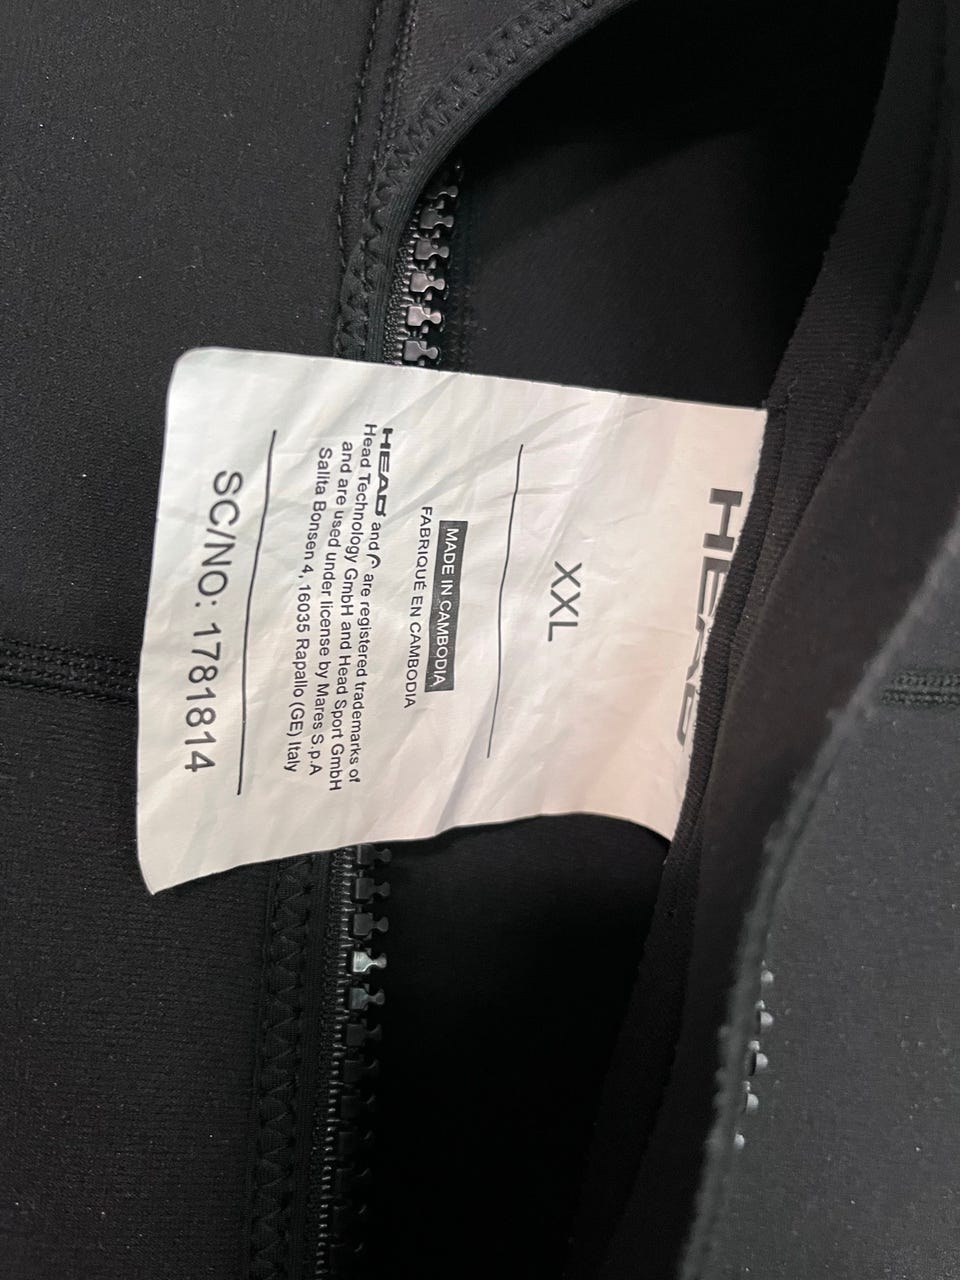 HEAD
XXL
MADE IN CAMBODIA
FABRIQUÉ EN CAMBODIA
HEAD and are registered trademarks of
Head Technology GmbH and Head Sport GmbH
and are used under license by Mares S.p.A
Salita Bonsen 4, 16035 Rapallo (GE) Italy
SC/NO: 1781814